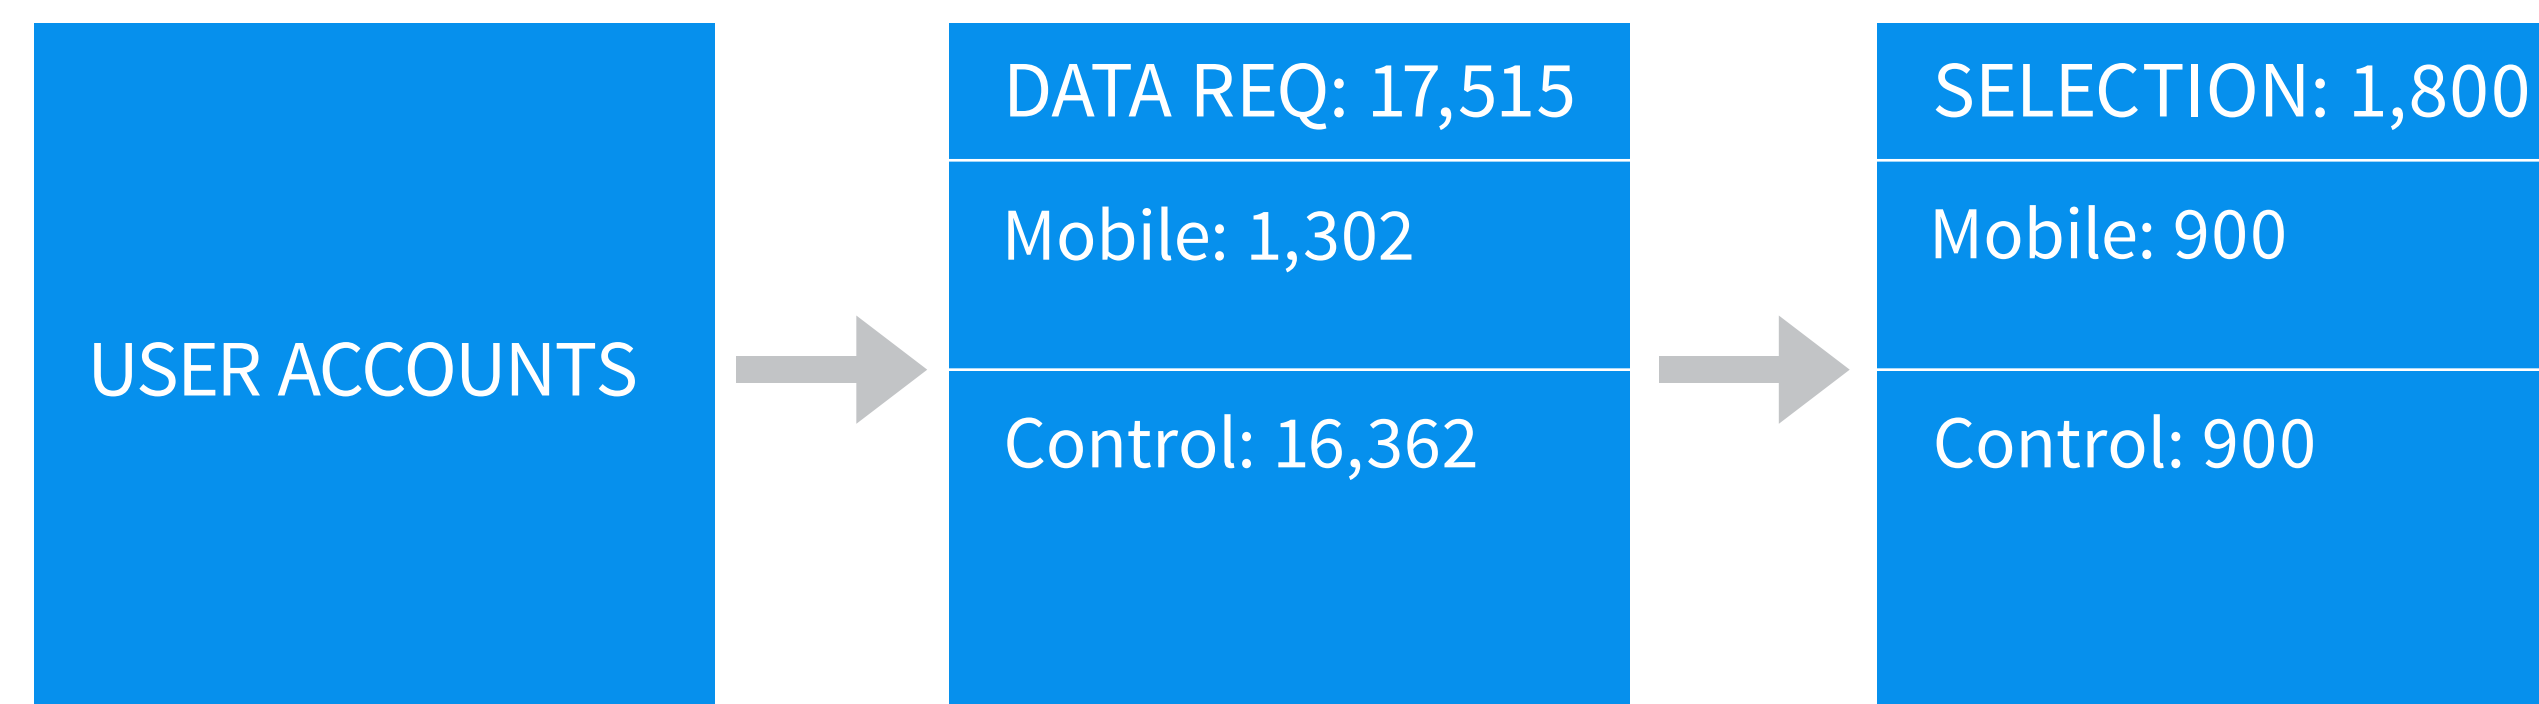 USER ACCOUNTS
DATA REQ: 17,515
Mobile: 1,302
Control: 16,362
SELECTION: 1,800
Mobile: 900
Control: 900